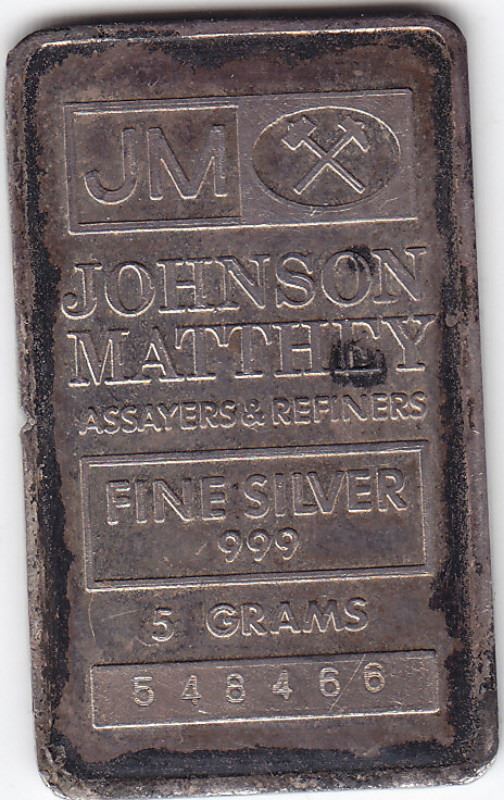 JM
JOHNSON
MATTHEY
ASSAYERS & REFINERS
FINE SILVER
999
5 GRAMS
548466